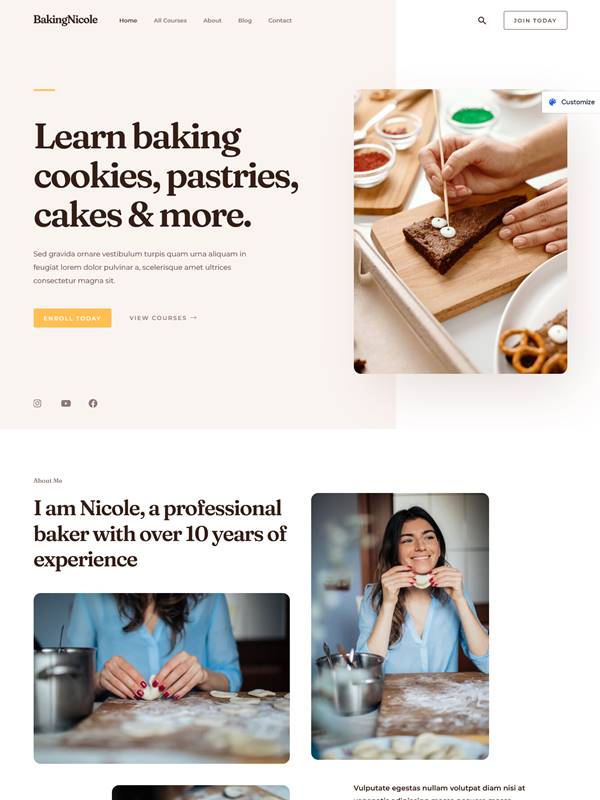 BakingNicole
Home
All Courses
About
Blog
Contact
JOIN TODAY
Customize
Learn baking
cookies, pastries,
cakes & more.
Sed gravida ornare vestibulum turpis quam urna aliquam in
feugiat lorem dolor pulvinar a, scelerisque amet ultrices
consectetur magna sit.
ENROLL TODAY
VIEW COURSES →
About Me
I am Nicole, a professional
baker with over 10 years of
experience
Vulputate egestas nullam volutpat diam nisi at